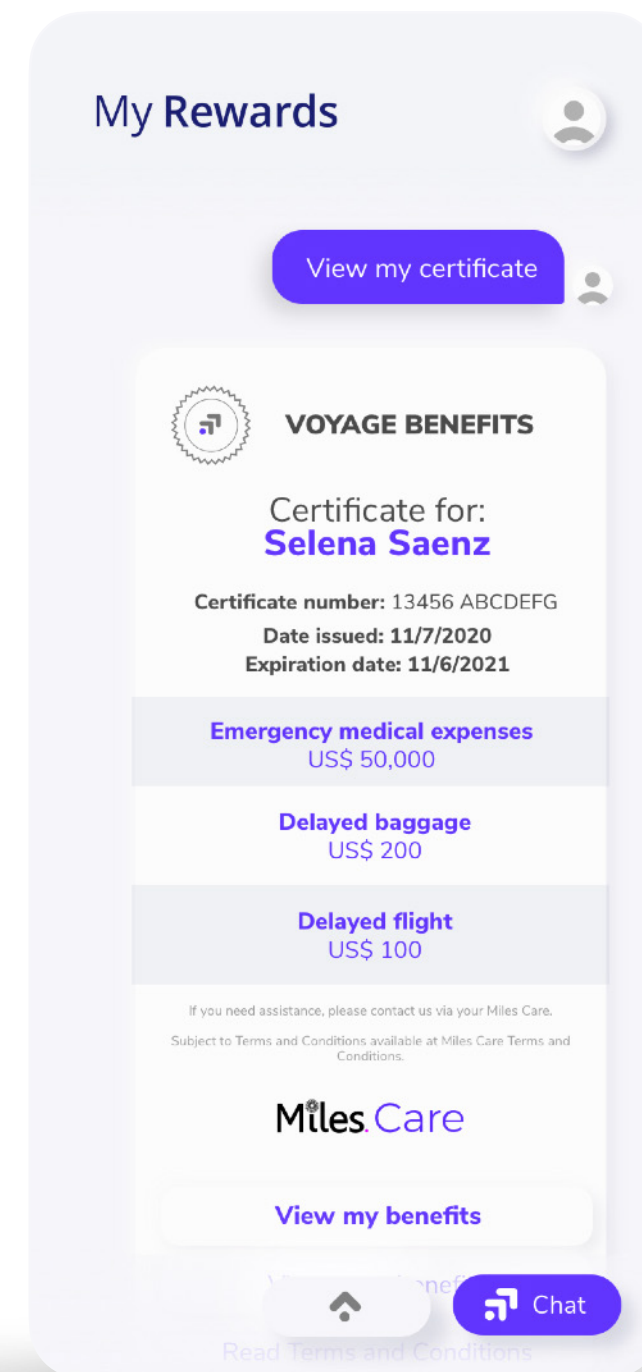 My Rewards
View my certificate
VOYAGE BENEFITS
Certificate for:
Selena Saenz
Certificate number: 13456 ABCDEFG
Date issued: 11/7/2020
Expiration date: 11/6/2021
Emergency medical expenses
US$ 50,000
Delayed baggage
US$ 200
Delayed flight
US$ 100
If you need assistance, please contact us via your Miles Care.
Subject to Terms and Conditions available at Miles Care Terms and
Conditions.
Miles.Care
View my benefits
Chat
Read Terms and Conditions